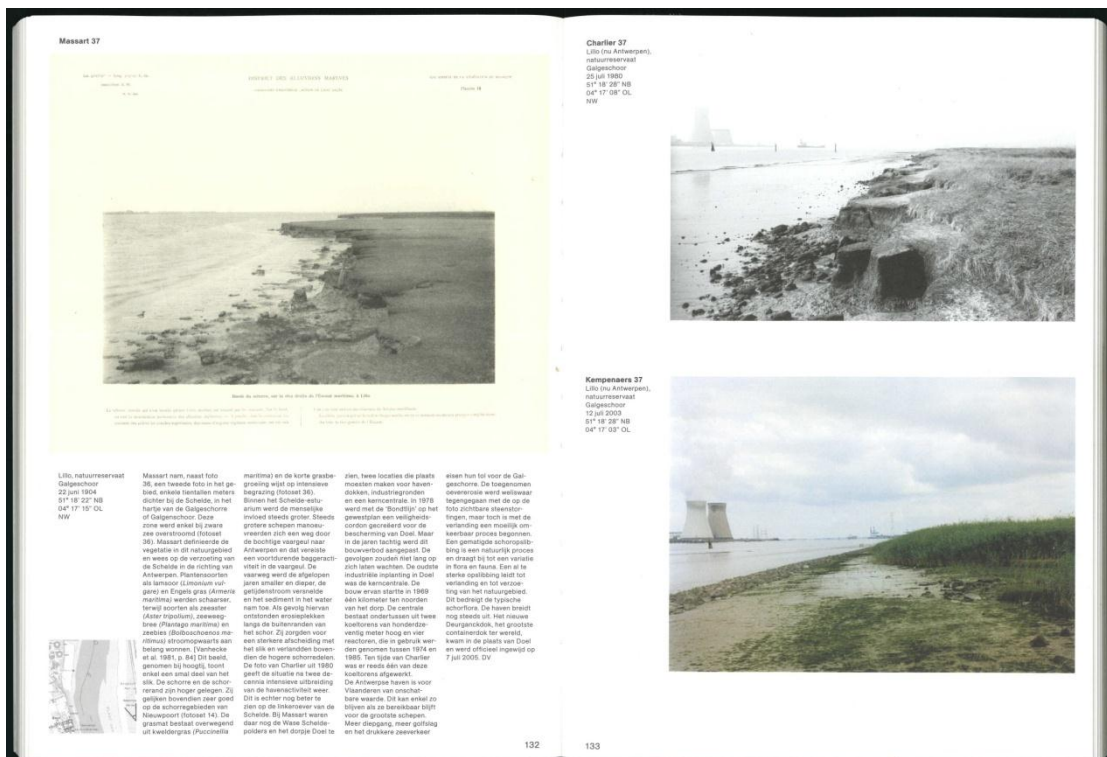 Massart 37
Lillo, natuurreservaat
Galgeschoor
22 juni 1904
51° 18' 22" NB
04° 17' 15" OL
NW
Massart nam, naast foto
36, een tweede foto in het ge-
bied, enkele tientallen meters
dichter bij de Schelde, in het
hartje van de Galgeschorre
of Galgenschoor. Deze
zone werd enkel bij zware
zee overstroomd (fotoset
36). Massart definieerde de
vegetatie in dit natuurgebied
en wees op de verzoeting van
de Schelde in de richting van
Antwerpen. Plantensoorten
als lamsoor (Limonium vul-
gare) en Engels gras (Armeria
maritima) werden schaarser,
terwijl soorten als zeeaster
(Aster tripolium), zeeweeg-
bree (Plantago maritima) en
zeebies (Bolboschoenos ma-
ritimus) stroomopwaarts aan
belang wonnen. [Vanhecke
et al. 1981, p. 84] Dit beeld,
genomen bij hoogtij, toont
enkel een smal deel van het
slik. De schorre en de schor-
rerand zijn hoger gelegen. Zij
gelijken bovendien zeer goed
op de schorregebieden van
Nieuwpoort (fotoset 14). De
grasmat bestaat overwegend
uit kweldergras (Puccinellia
maritima) en de korte grasbe-
groeiing wijst op intensieve
begrazing (fotoset 36).
Binnen het Schelde-estu-
arium werd de menselijke
invloed steeds groter. Steeds
grotere schepen manoeu-
vreerden zich een weg door
de bochtige vaargeul naar
Antwerpen en dat vereiste
een voortdurende baggeracti-
viteit in de vaargeul. De
vaarweg werd de afgelopen
jaren smaller en dieper, de
getijdenstroom versnelde
en het sediment in het water
nam toe. Als gevolg hiervan
ontstonden erosieplekken
langs de buitenranden van
het schor. Zij zorgden voor
een sterkere afscheiding met
het slik en verlandden boven-
dien de hogere schorredelen.
De foto van Charlier uit 1980
geeft de situatie na twee de-
cennia intensieve uitbreiding
van de havenactiviteit weer.
Dit is echter nog beter te
zien op de linkeroever van de
Schelde. Bij Massart waren
daar nog de Wase Schelde-
polders en het dorpje Doel te
zien, twee locaties die plaats
moesten maken voor haven-
dokken, industriegronden
en een kerncentrale. In 1978
werd met de 'Bondtlijn' op het
gewestplan een veiligheids-
cordon gecreëerd voor de
bescherming van Doel. Maar
in de jaren tachtig werd dit
bouwverbod aangepast. De
gevolgen zouden niet lang op
zich laten wachten. De oudste
industriële inplanting in Doel
was de kerncentrale. De
bouw ervan startte in 1969
één kilometer ten noorden
van het dorp. De centrale
bestaat ondertussen uit twee
koeltorens van honderdze-
ventig meter hoog en vier
reactoren, die in gebruik wer-
den genomen tussen 1974 en
1985. Ten tijde van Charlier
was er reeds één van deze
koeltorens afgewerkt.
De Antwerpse haven is voor
Vlaanderen van onschat-
bare waarde. Dit kan enkel zo
blijven als ze bereikbaar blijft
voor de grootste schepen.
Meer diepgang, meer golfslag
en het drukkere zeeverkeer
eisen hun tol voor de Gal-
geschorre. De toegenomen
oevererosie werd weliswaar
tegengegaan met de op de
foto zichtbare steenstor-
tingen, maar toch is met de
verlanding een moeilijk om-
keerbaar proces begonnen.
Een gematigde schoropslib-
bing is een natuurlijk proces
en draagt bij tot een variatie
in flora en fauna. Een al te
sterke opslibbing leidt tot
verlanding en tot verzoe-
ting van het natuurgebied.
Dit bedreigt de typische
schorflora. De haven breidt
nog steeds uit. Het nieuwe
Deurganckdok, het grootste
containerdok ter wereld,
kwam in de plaats van Doel
en werd officieel ingewijd op
7 juli 2005. DV
132
Charlier 37
Lillo (nu Antwerpen),
natuurreservaat
Galgeschoor
25 juli 1980
51° 18' 28" NB
04° 17' 08" OL
NW
Kempenaers 37
Lillo (nu Antwerpen),
natuurreservaat
Galgeschoor
12 juli 2003
51° 18' 28" NB
04° 17' 03" OL
133